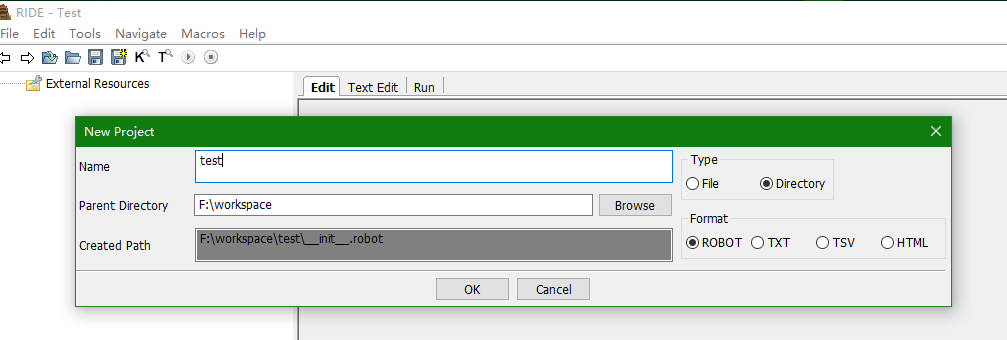 RIDE - Test
File Edit Tools Navigate Macros Help
K T
External Resources
Edit Text Edit Run
New Project
Name test
Parent Directory F:\workspace Browse
Created Path F:\workspace\test\__init__.robot
Type
File Directory
Format
ROBOT TXT TSV HTML
OK Cancel